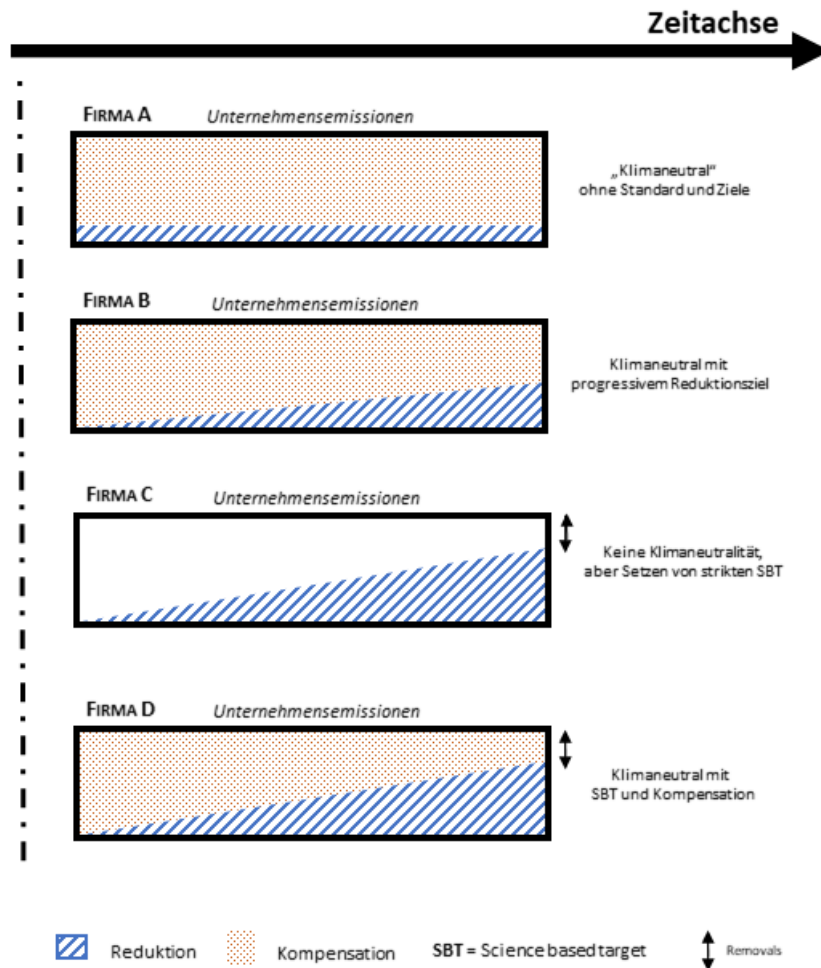 Zeitachse
FIRMA A Unternehmensemissionen
„Klimaneutral“
ohne Standard und Ziele
FIRMA B Unternehmensemissionen
Klimaneutral mit
progressivem Reduktionsziel
FIRMA C Unternehmensemissionen
Keine Klimaneutralität,
aber Setzen von strikten SBT
FIRMA D Unternehmensemissionen
Klimaneutral mit
SBT und Kompensation
Reduktion Kompensation SBT = Science based target Removals